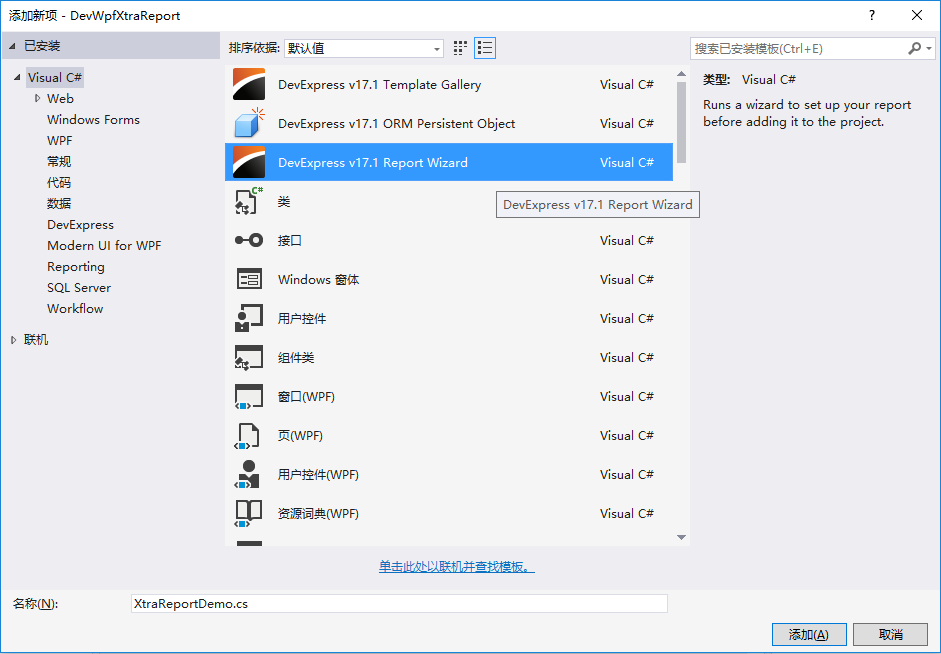 添加新项 - DevWpfXtraReport
?
已安装
排序依据: 默认值
搜索已安装模板(Ctrl+E)
Visual C#
Web
Windows Forms
WPF
常规
代码
数据
DevExpress
Modern UI for WPF
Reporting
SQL Server
Workflow
联机
DevExpress v17.1 Template Gallery Visual C#
DevExpress v17.1 ORM Persistent Object Visual C#
DevExpress v17.1 Report Wizard Visual C#
类
DevExpress v17.1 Report Wizard
接口 Visual C#
Windows 窗体 Visual C#
用户控件 Visual C#
组件类 Visual C#
窗口(WPF) Visual C#
页(WPF) Visual C#
用户控件(WPF) Visual C#
资源词典(WPF) Visual C#
类型: Visual C#
Runs a wizard to set up your report
before adding it to the project.
单击此处以联机并查找模板。
名称(N): XtraReportDemo.cs
添加(A) 取消